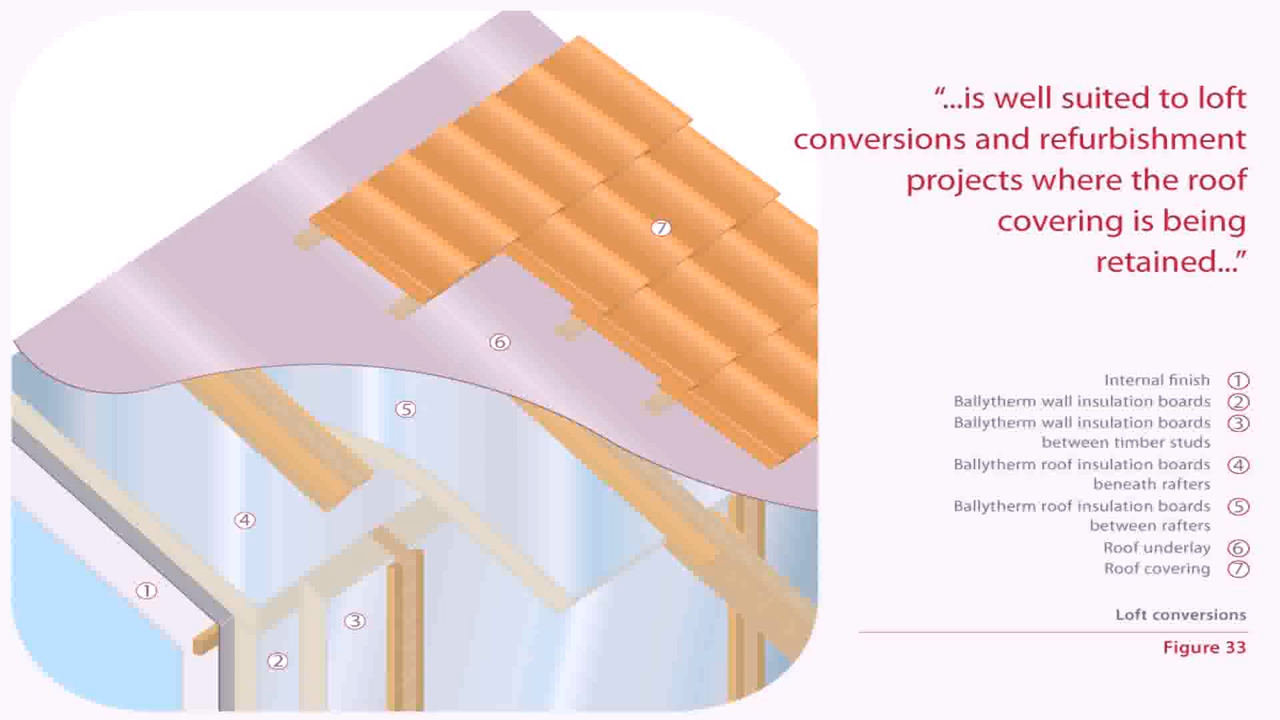 “...is well suited to loft
conversions and refurbishment
projects where the roof
covering is being
retained...”
Internal finish ①
Ballytherm wall insulation boards ②
Ballytherm wall insulation boards ③
between timber studs
Ballytherm roof insulation boards ④
beneath rafters
Ballytherm roof insulation boards ⑤
between rafters
Roof underlay ⑥
Roof covering ⑦
Loft conversions
Figure 33
⑦
⑥
⑤
④
①
③
②